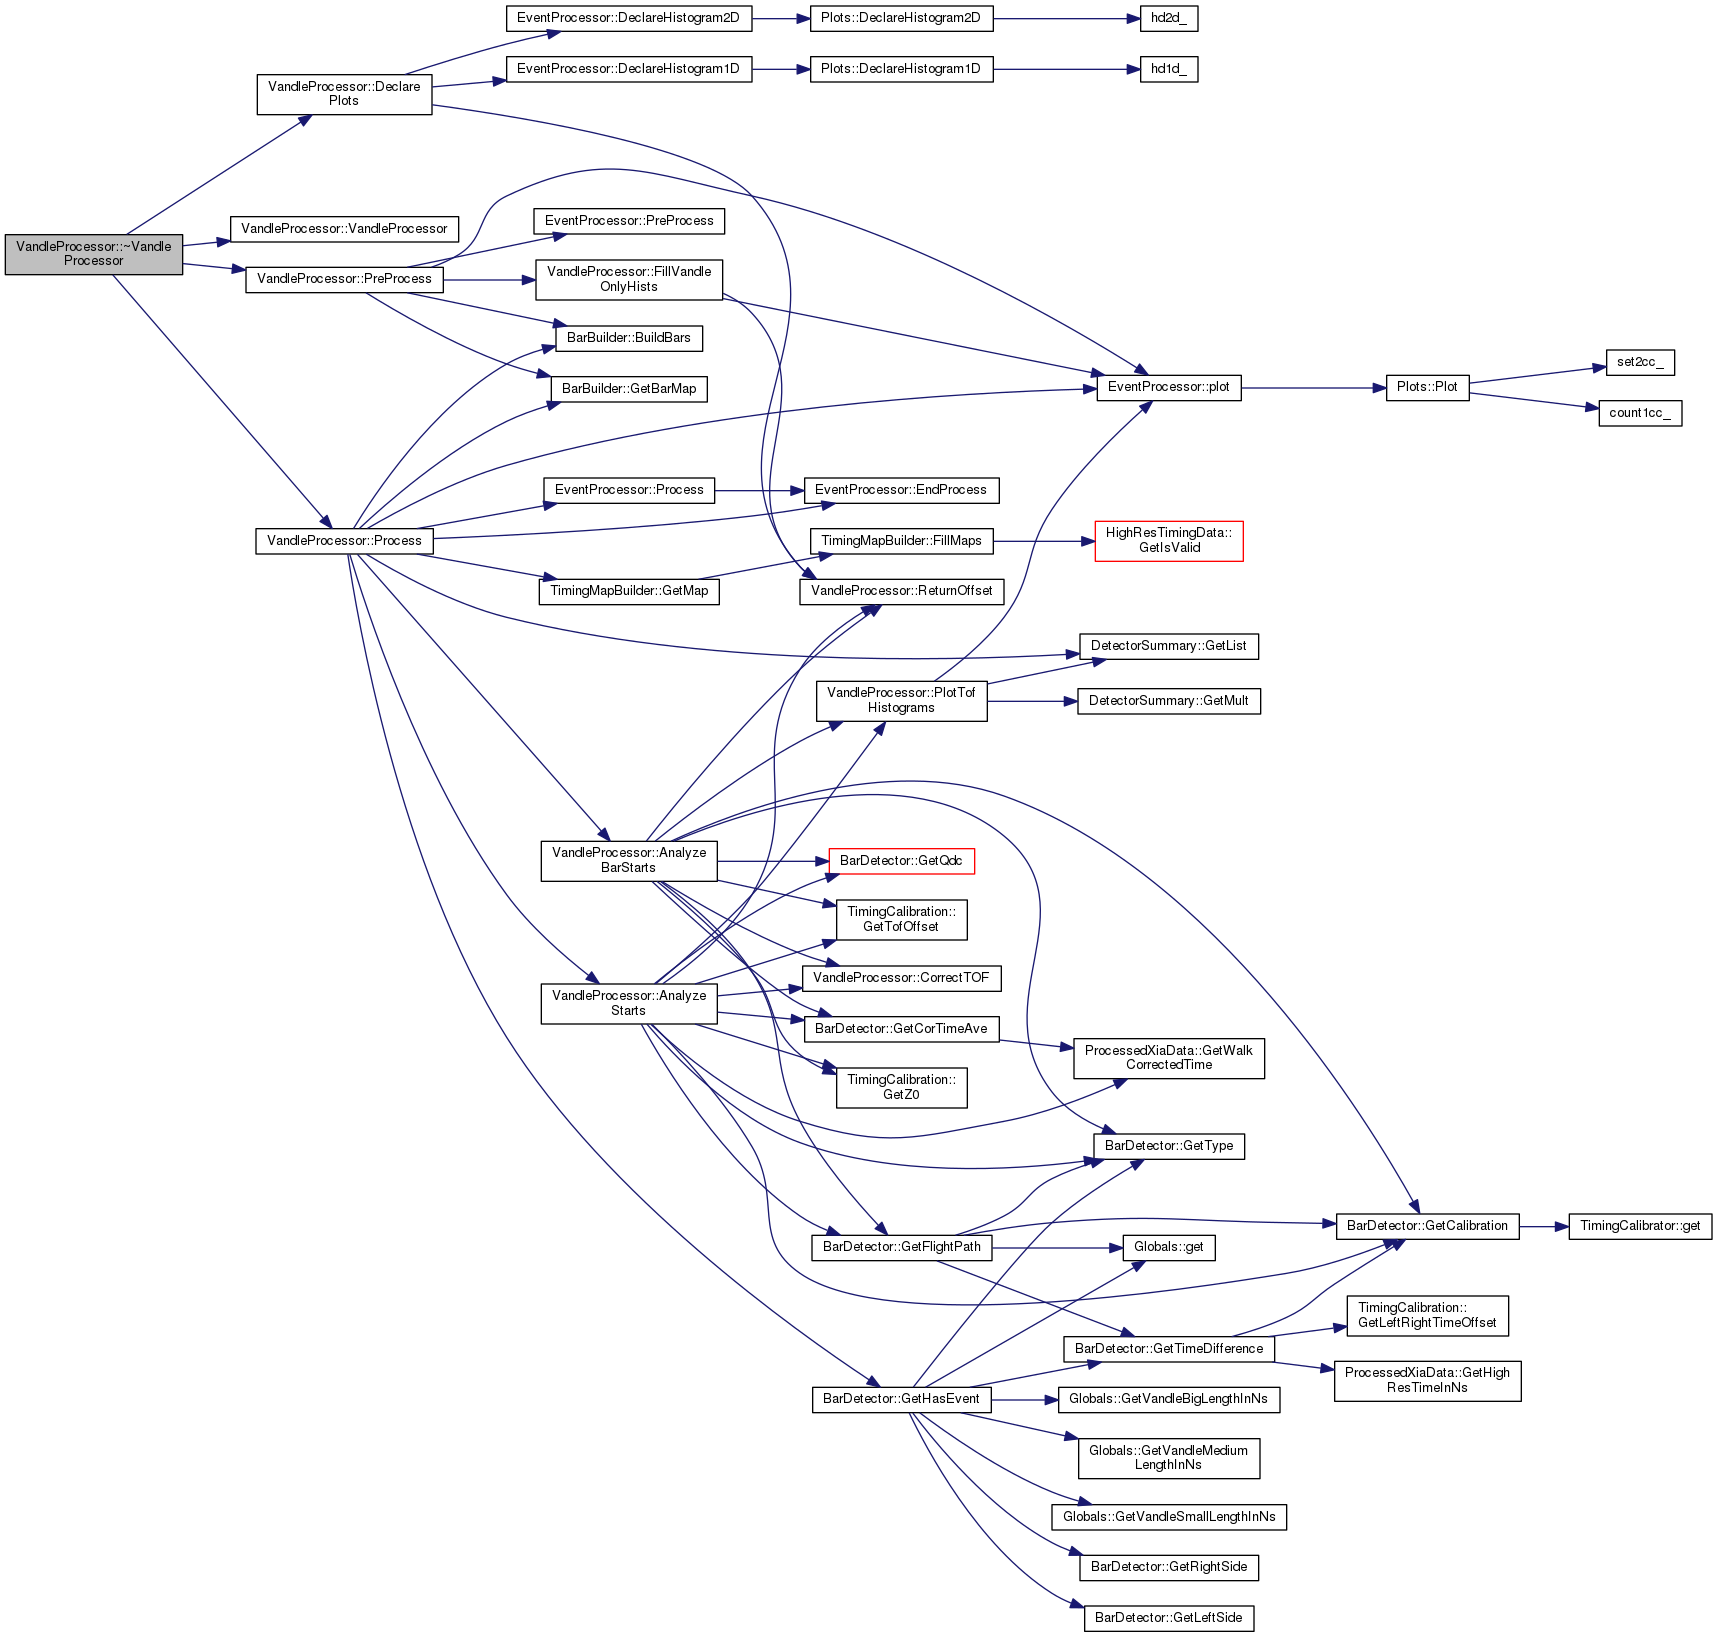 EventProcessor::DeclareHistogram2D
Plots::DeclareHistogram2D
hd2d_
EventProcessor::DeclareHistogram1D
Plots::DeclareHistogram1D
hd1d_
VandleProcessor::Declare
Plots
VandleProcessor::~Vandle
Processor
VandleProcessor::VandleProcessor
VandleProcessor::PreProcess
EventProcessor::PreProcess
VandleProcessor::FillVandle
OnlyHists
BarBuilder::BuildBars
BarBuilder::GetBarMap
EventProcessor::plot
Plots::Plot
set2cc_
count1cc_
EventProcessor::Process
EventProcessor::EndProcess
VandleProcessor::Process
TimingMapBuilder::FillMaps
HighResTimingData::
GetIsValid
TimingMapBuilder::GetMap
VandleProcessor::ReturnOffset
DetectorSummary::GetList
VandleProcessor::PlotTof
Histograms
DetectorSummary::GetMult
VandleProcessor::Analyze
BarStarts
BarDetector::GetQdc
TimingCalibration::
GetTofOffset
VandleProcessor::CorrectTOF
VandleProcessor::Analyze
Starts
BarDetector::GetCorTimeAve
ProcessedXiaData::GetWalk
CorrectedTime
TimingCalibration::
GetZ0
BarDetector::GetType
BarDetector::GetCalibration
TimingCalibrator::get
BarDetector::GetFlightPath
Globals::get
TimingCalibration::
GetLeftRightTimeOffset
BarDetector::GetTimeDifference
ProcessedXiaData::GetHigh
ResTimeInNs
BarDetector::GetHasEvent
Globals::GetVandleBigLengthInNs
Globals::GetVandleMedium
LengthInNs
Globals::GetVandleSmallLengthInNs
BarDetector::GetRightSide
BarDetector::GetLeftSide